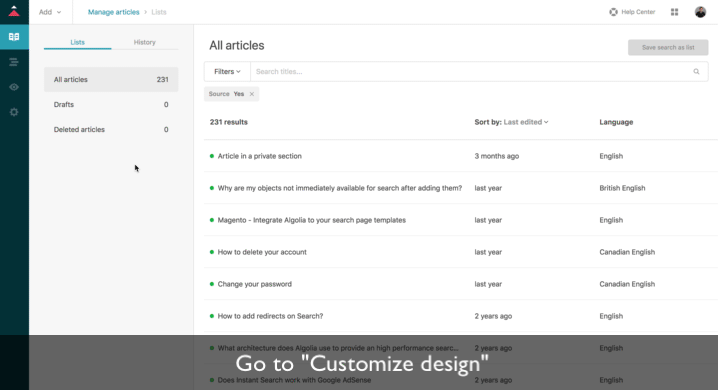 Add
Manage articles > Lists
Help Center
Lists
History
All articles 231
Drafts 0
Deleted articles 0
All articles
Save search as list
Filters
Search titles...
Source Yes ×
231 results
Sort by: Last edited
Language
Article in a private section
3 months ago
English
Why are my objects not immediately available for search after adding them?
last year
British English
Magento - Integrate Algolia to your search page templates
last year
English
How to delete your account
last year
Canadian English
Change your password
last year
Canadian English
How to add redirects on Search?
2 years ago
English
What architecture does Algolia use to provide an high performance searc...
2 years ago
English
Go to "Customize design"
Does Instant Search work with Google AdSense
2 years ago
English